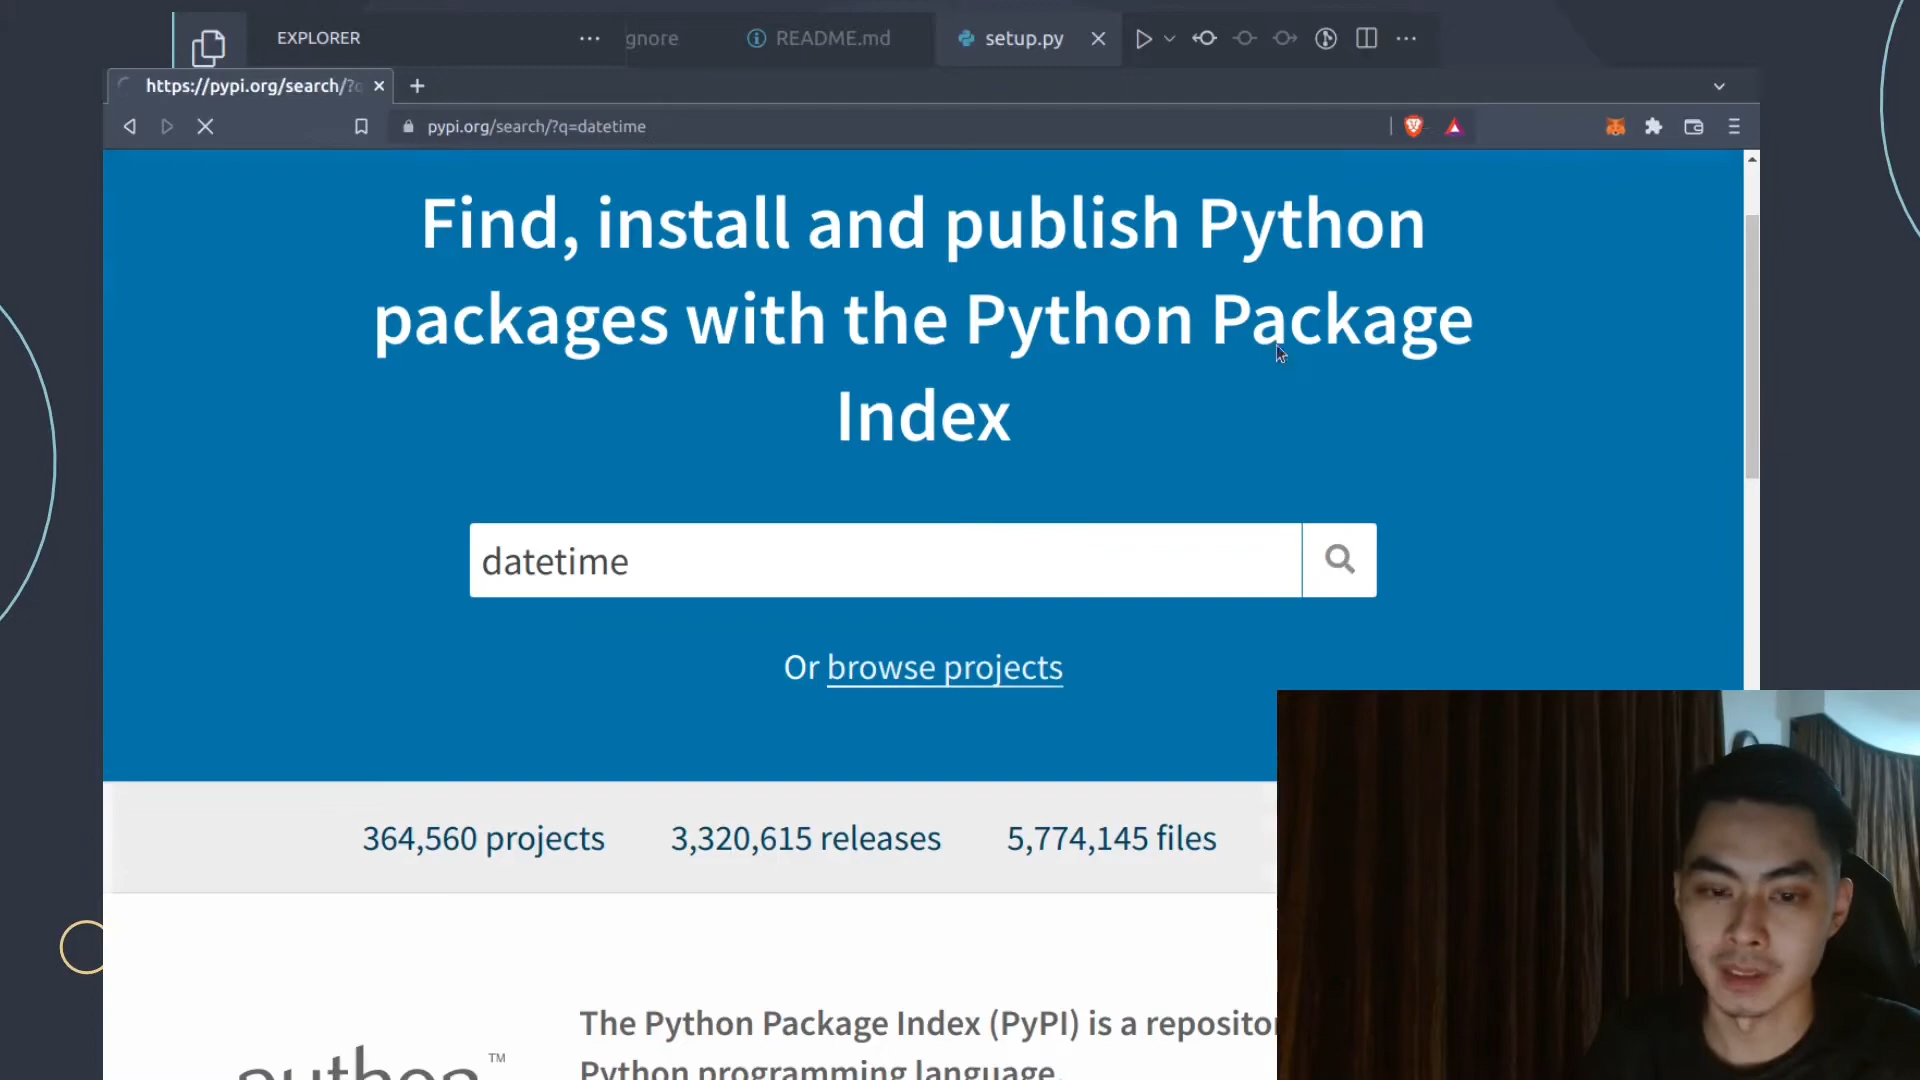 EXPLORER
gnore
README.md
setup.py
https://pypi.org/search/?q
pypi.org/search/?q=datetime
Find, install and publish Python
packages with the Python Package
Index
datetime
Or browse projects
364,560 projects
3,320,615 releases
5,774,145 files
The Python Package Index (PyPI) is a reposito
Python programming language.
python
TM